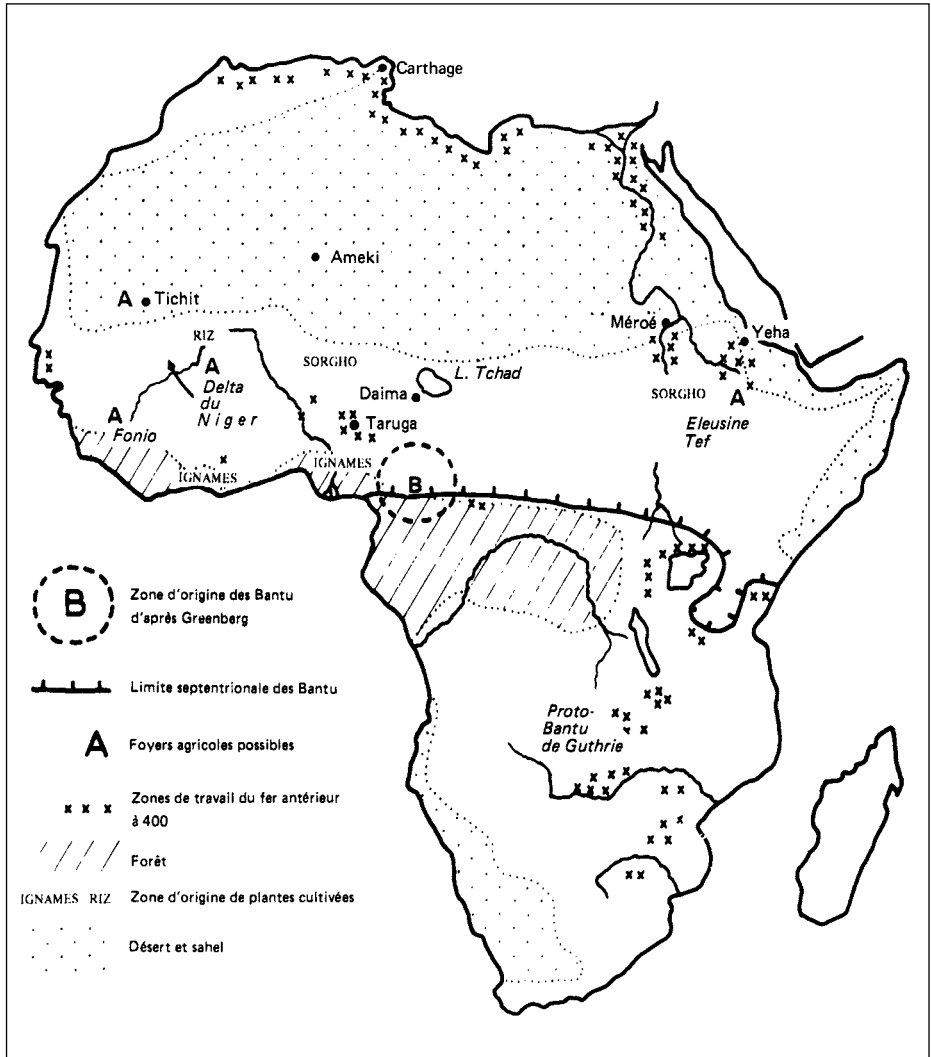 Carthage
Ameki
A Tichit
Méroé
Yeha
RIZ
SORGHO
L. Tchad
A
Delta
du
Niger
Daima
SORGHO
A
Eleusine
Tef
A
Fonio
Taruga
IGNAMES
IGNAMES
B
A
Proto-
Bantu
de Guthrie
B
Zone d'origine des Bantu
d'après Greenberg
Limite septentrionale des Bantu
A
Foyers agricoles possibles
x x x
Zones de travail du fer antérieur
à 400
Forêt
IGNAMES RIZ
Zone d'origine de plantes cultivées
Désert et sahel